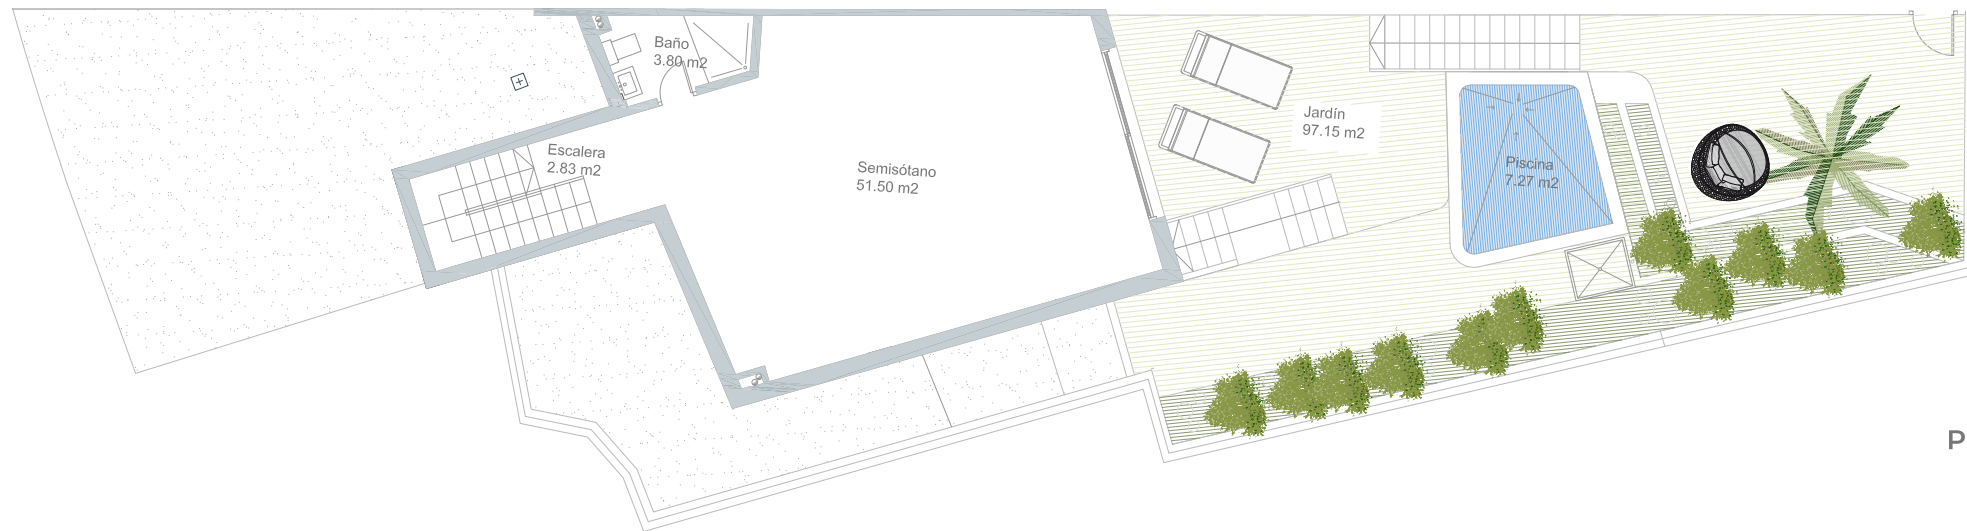 Baño
3.80 m2
Escalera
2.83 m2
Semisótano
51.50 m2
Jardín
97.15 m2
Piscina
7.27 m2
P